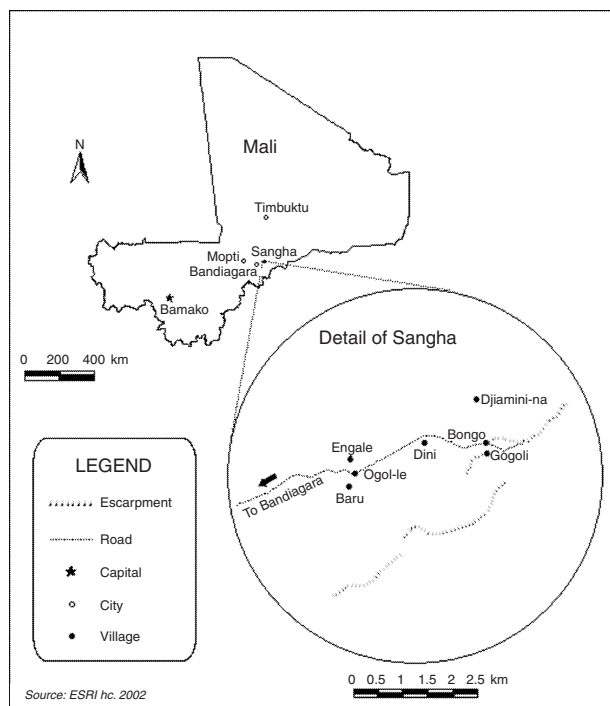 N
Mali
Timbuktu
Mopti Sangha
Bandiagara
Bamako
0 200 400 km
Detail of Sangha
Djiamini-na
Engale
Dini
Bongo
Gogoli
Ogol-le
Baru
To Bandiagara
LEGEND
Escarpment
Road
Capital
City
Village
Source: ESRI hc. 2002
0 0.5 1 1.5 2 2.5 km